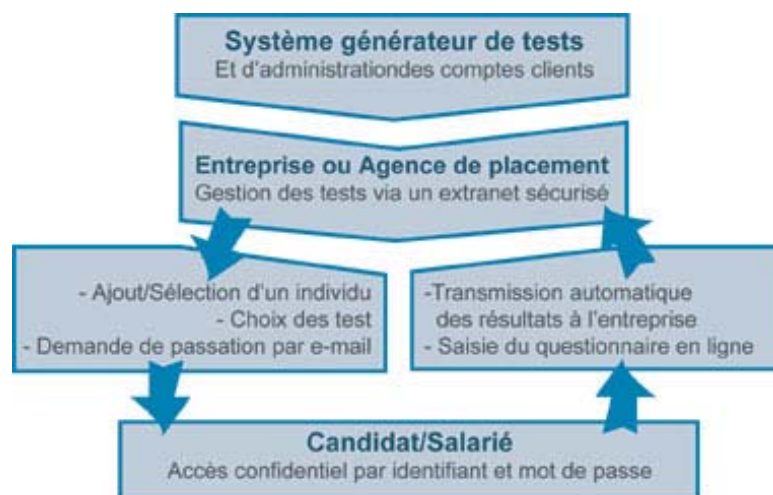 Système générateur de tests
Et d'administrationdes comptes clients
Entreprise ou Agence de placement
Gestion des tests via un extranet sécurisé
- Ajout/Sélection d'un individu
- Choix des test
- Demande de passation par e-mail
-Transmission automatique
des résultats à l'entreprise
- Saisie du questionnaire en ligne
Candidat/Salarié
Accès confidentiel par identifiant et mot de passe